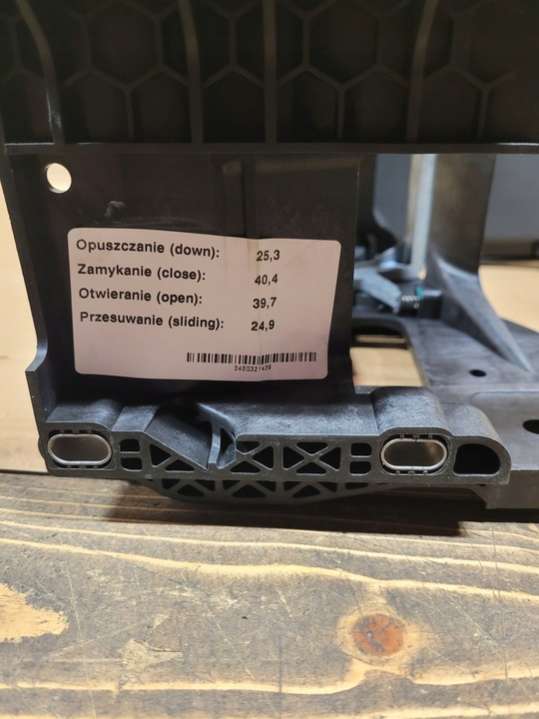 Opuszczanie (down): 25,3
Zamykanie (close): 40,4
Otwieranie (open): 39,7
Przesuwanie (sliding): 24,9